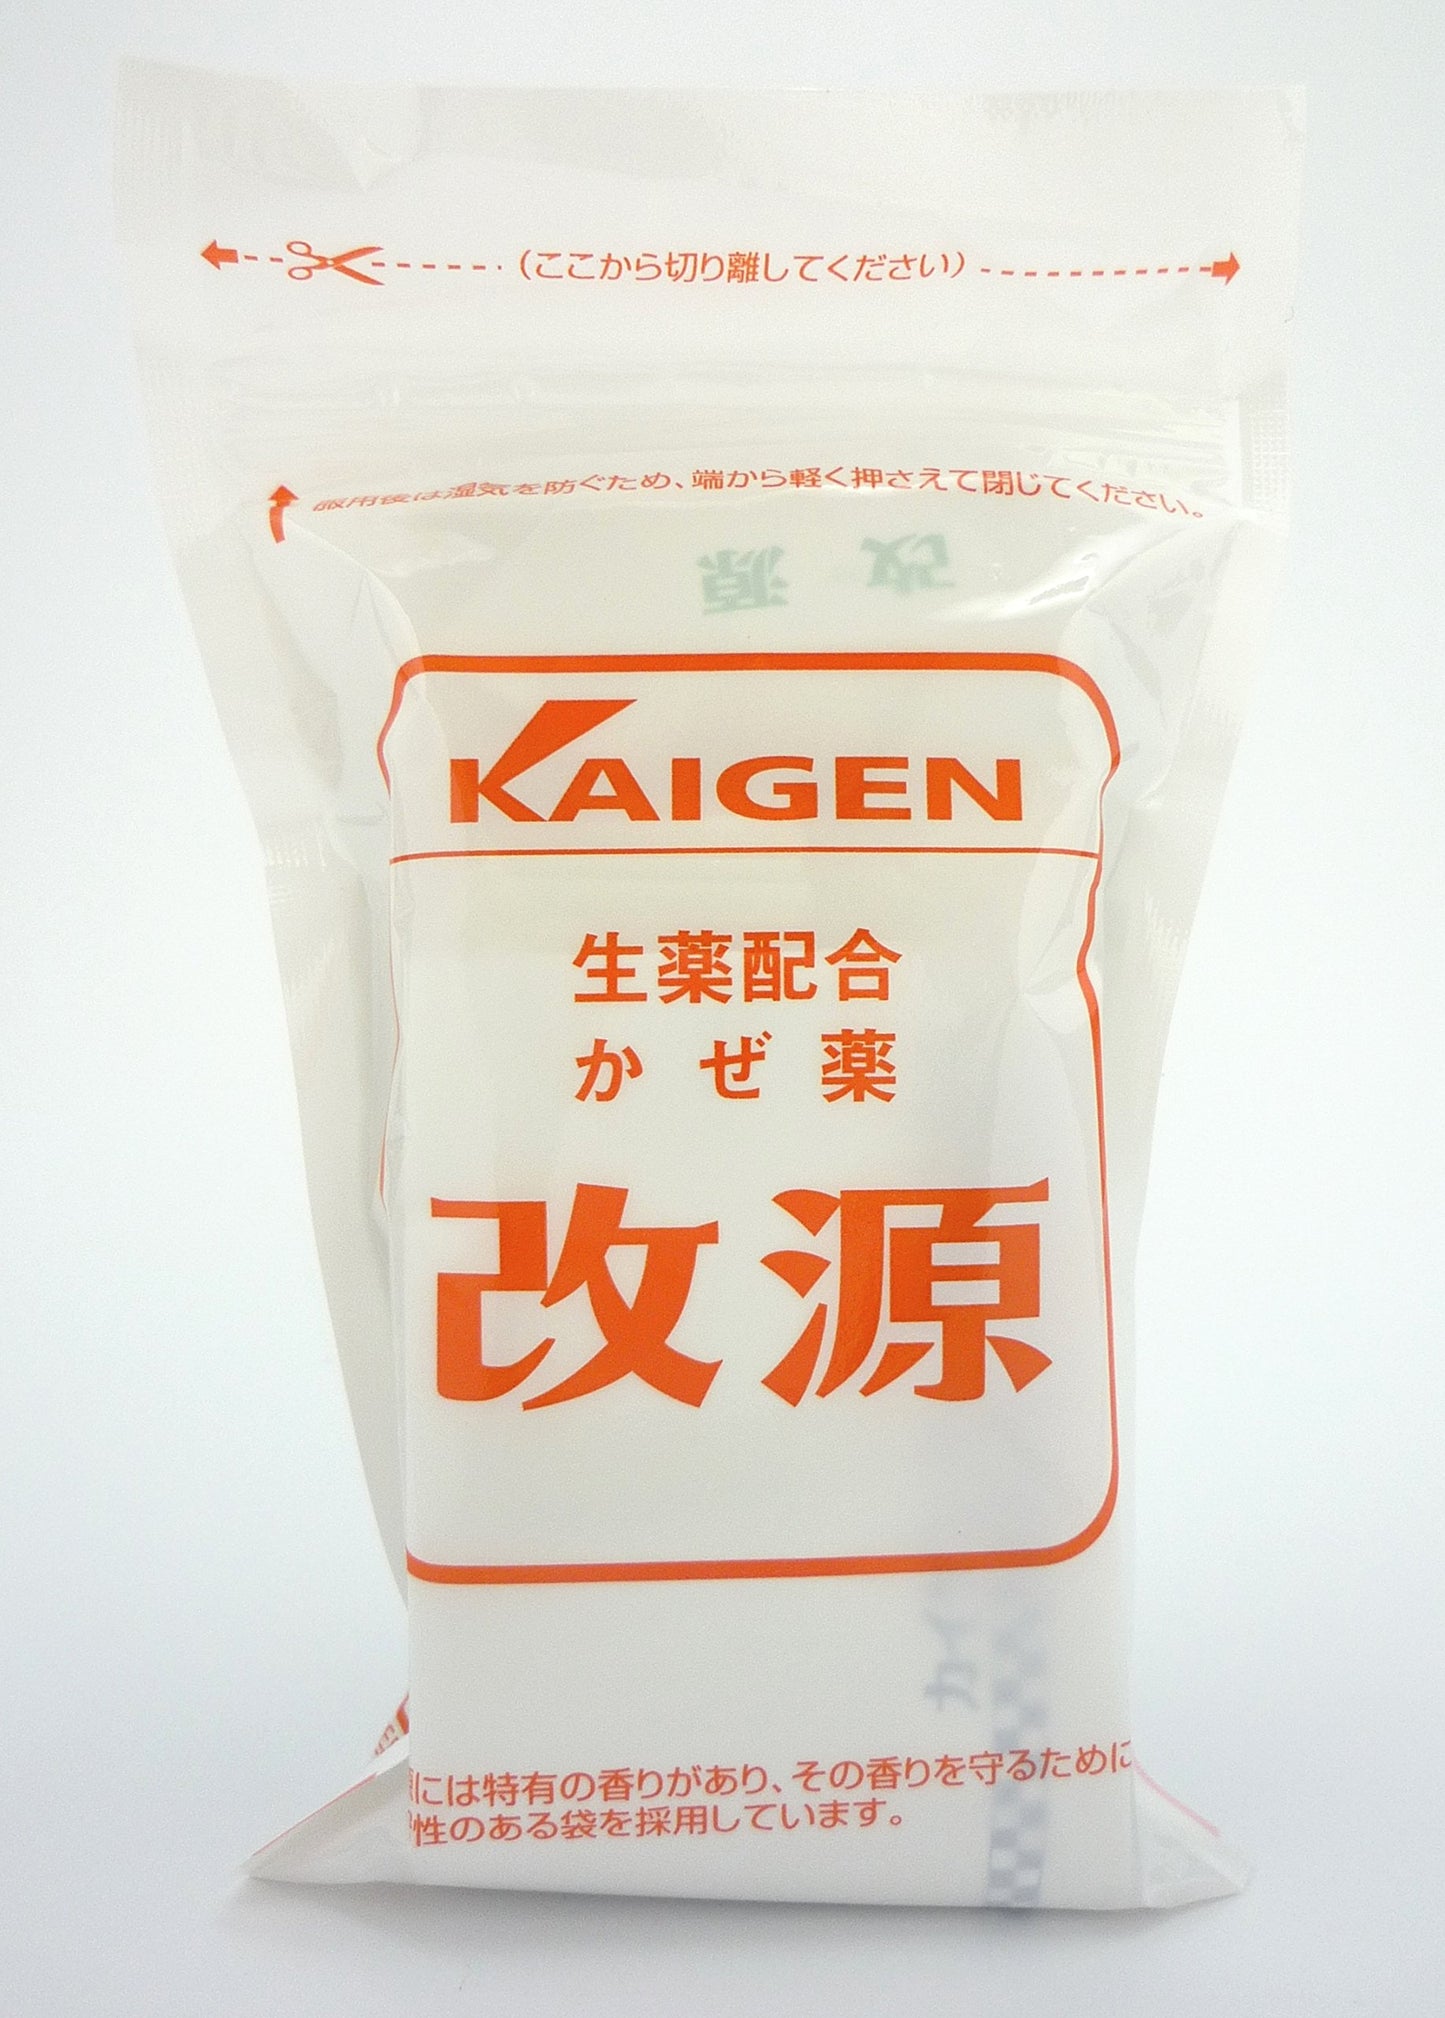 (ここから切り離してください)
服用後は湿気を防ぐため、端から軽く押さえて閉じてください。
改源
KAIGEN
生薬配合
かぜ薬
改源
カイ
には特有の香りがあり、その香りを守るために
性のある袋を採用しています。